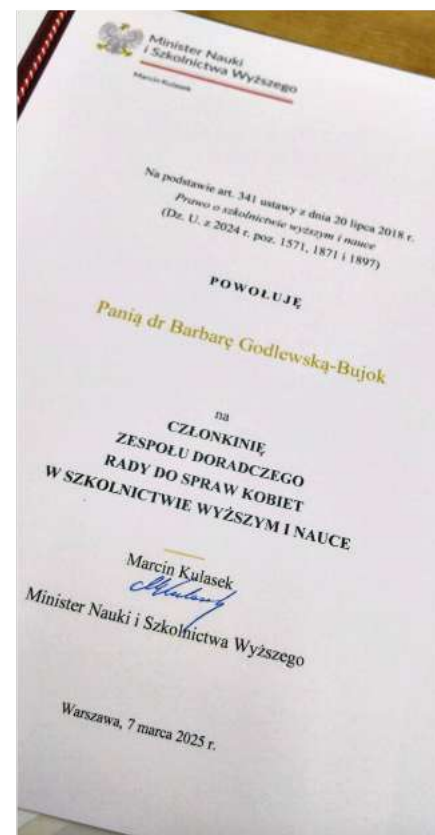 Minister Nauki
i Szkolnictwa Wyższego
Marcin Kulasek
Na podstawie art. 341 ustawy z dnia 20 lipca 2018 r.
Prawo o szkolnictwie wyższym i nauce
(Dz. U. z 2024 r. poz. 1571, 1871 i 1897)
POWOŁUJĘ
Panią dr Barbarę Godlewską-Bujok
na
CZŁONKINIĘ
ZESPOŁU DORADCZEGO
RADY DO SPRAW KOBIET
W SZKOLNICTWIE WYŻSZYM I NAUCE
Marcin Kulasek
Minister Nauki i Szkolnictwa Wyższego
Warszawa, 7 marca 2025 r.